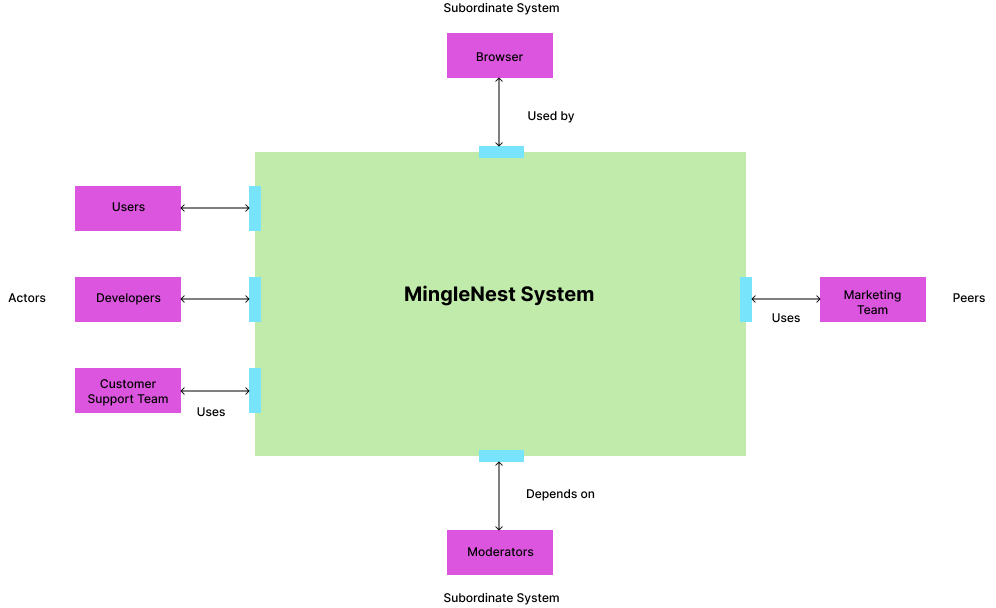 Subordinate System
Browser
Used by
Users
MingleNest System
Actors
Developers
Marketing
Team
Peers
Uses
Customer
Support Team
Uses
Depends on
Moderators
Subordinate System